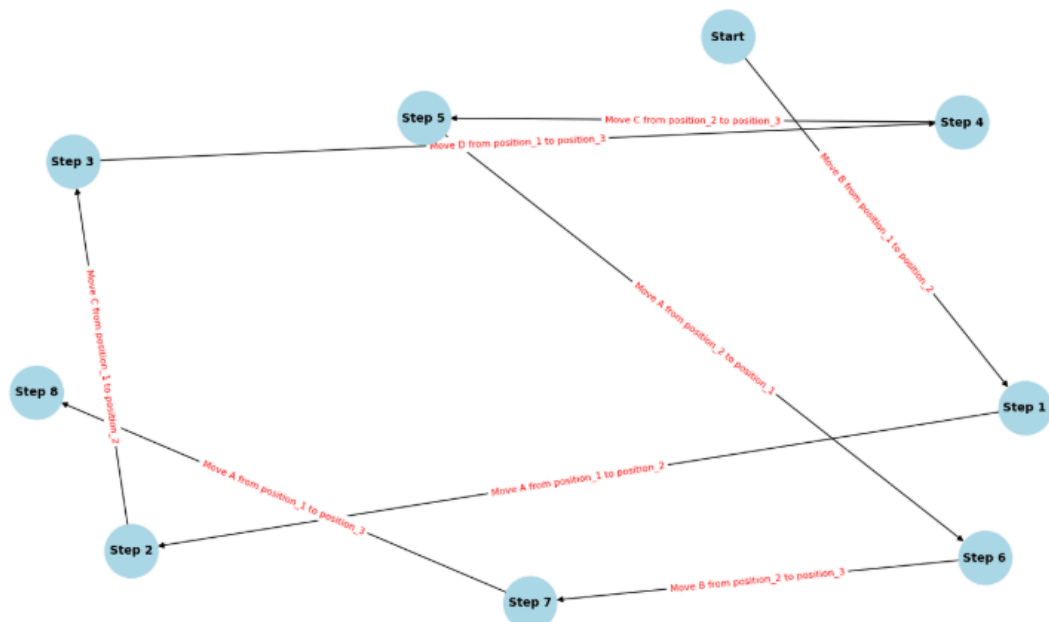 Start
Step 5
Move C from position_2 to position_3
Step 4
Move D from position_1 to position_3
Step 3
Move B from position_1 to position_2
Move C from position_1 to position_2
Move A from position_2 to position_1
Step 8
Step 1
Move A from position_1 to position_2
Move A from position_1 to position_3
Step 2
Step 6
Move B from position_2 to position_3
Step 7